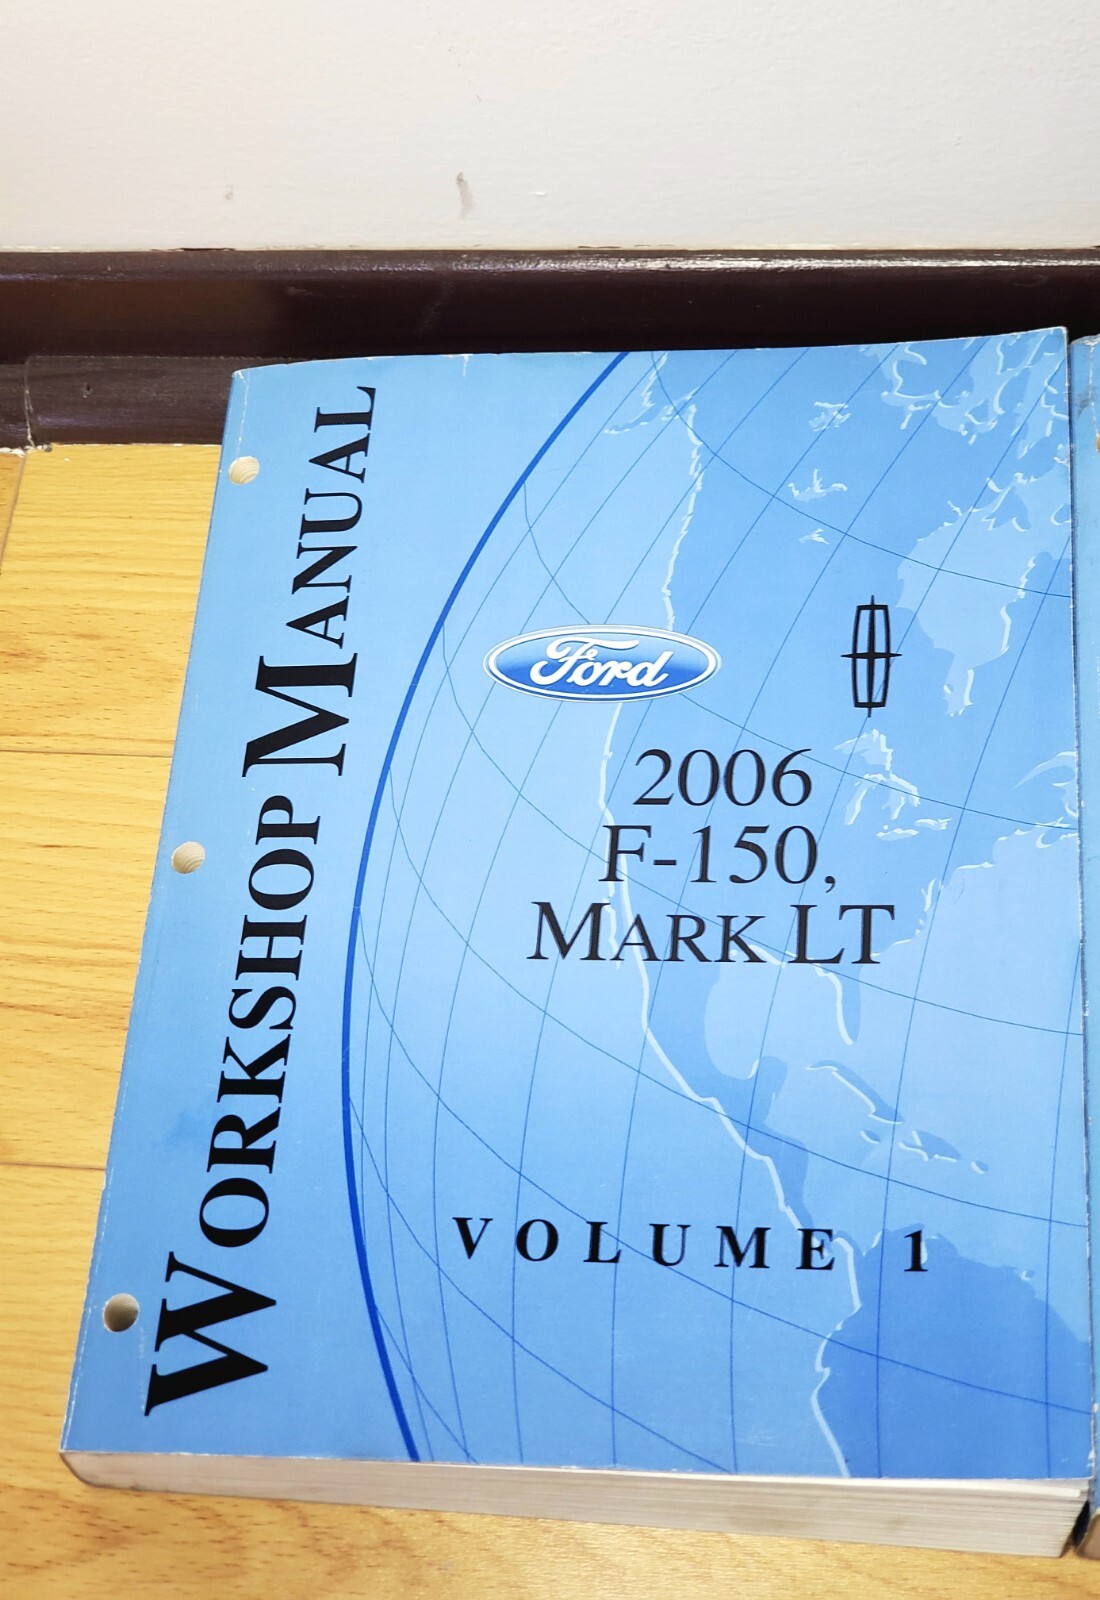 WORKSHOP MANUAL
Ford
2006
F-150,
MARK LT
VOLUME 1